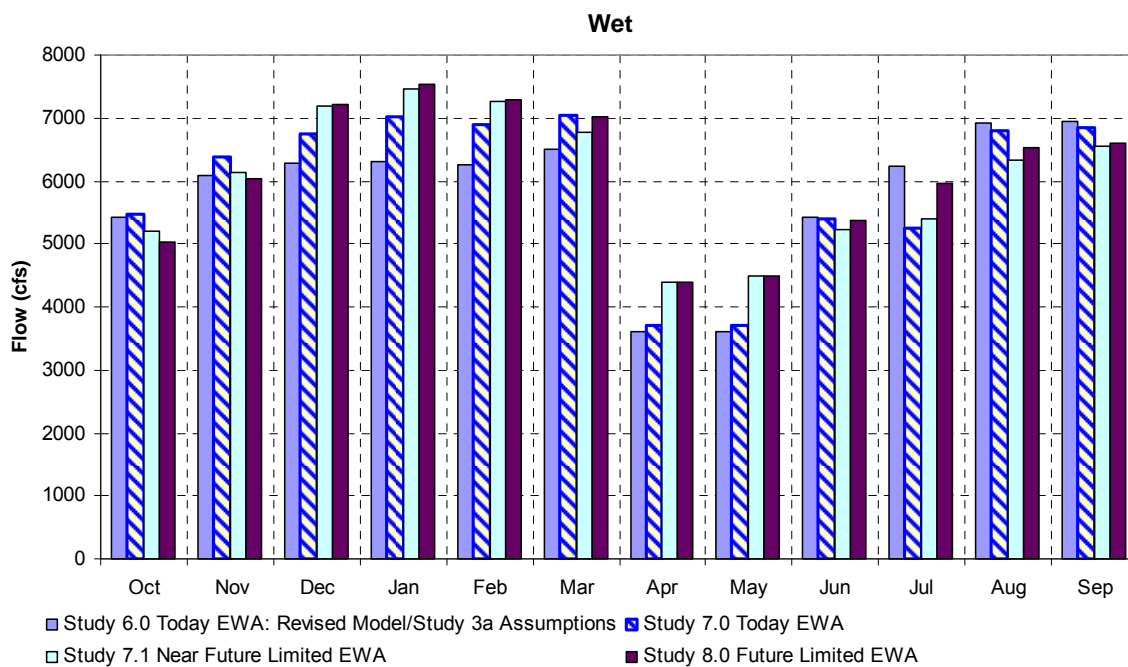 Wet
8000
7000
6000
5000
4000
3000
2000
1000
0
Flow (cfs)
Oct Nov Dec Jan Feb Mar Apr May Jun Jul Aug Sep
Study 6.0 Today EWA: Revised Model/Study 3a Assumptions Study 7.0 Today EWA
Study 7.1 Near Future Limited EWA Study 8.0 Future Limited EWA